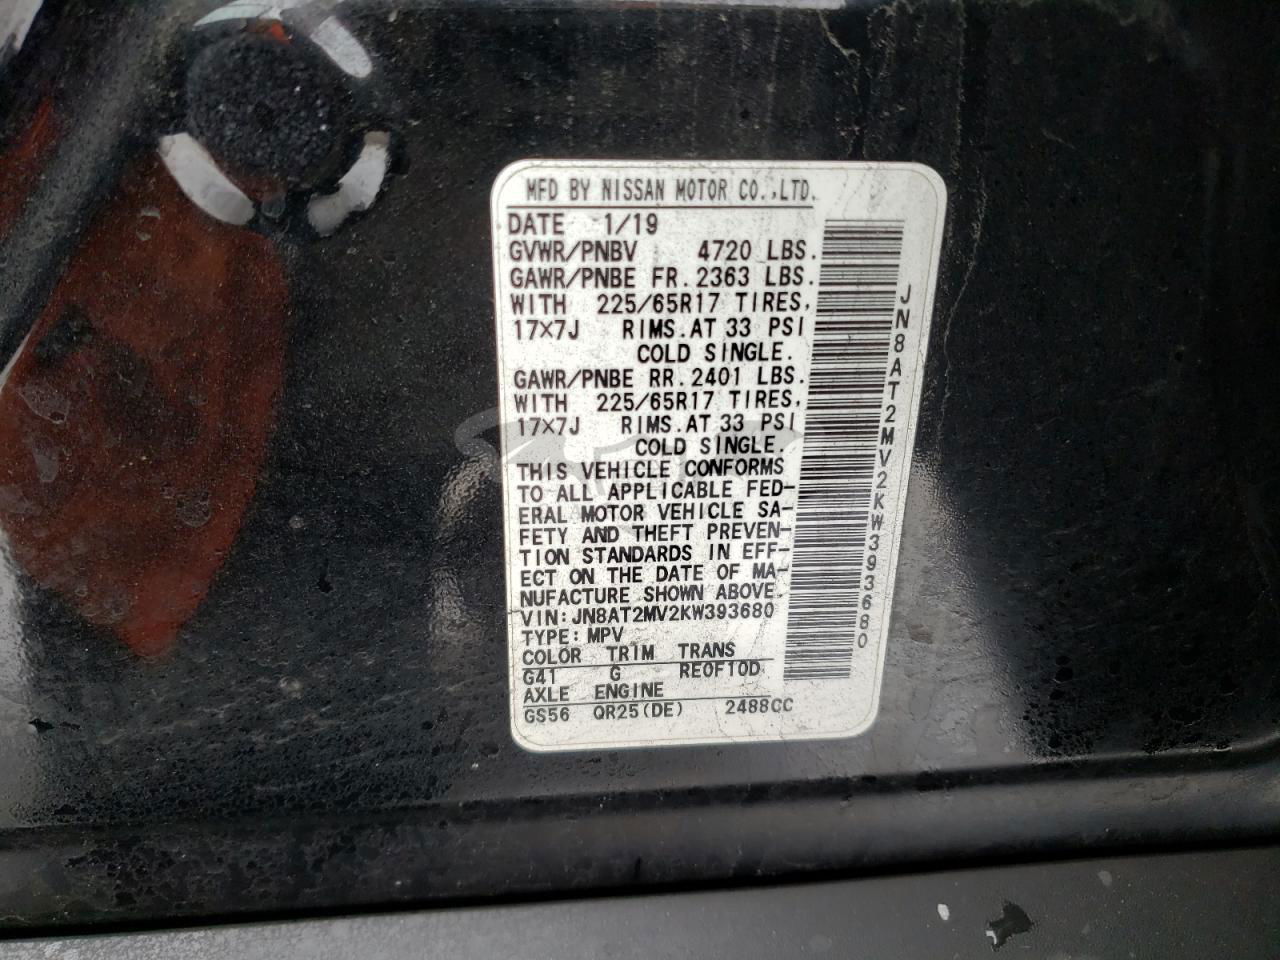 MFD BY NISSAN MOTOR CO.,LTD.
DATE 1/19
GVWR/PNBV 4720 LBS.
GAWR/PNBE FR. 2363 LBS.
WITH 225/65R17 TIRES,
17X7J RIMS.AT 33 PSI
COLD SINGLE.
GAWR/PNBE RR. 2401 LBS.
WITH 225/65R17 TIRES,
17X7J RIMS.AT 33 PSI
COLD SINGLE.
THIS VEHICLE CONFORMS
TO ALL APPLICABLE FED-
ERAL MOTOR VEHICLE SA-
FETY AND THEFT PREVEN-
TION STANDARDS IN EFF-
ECT ON THE DATE OF MA-
NUFACTURE SHOWN ABOVE.
VIN: JN8AT2MV2KW393680
TYPE: MPV
COLOR TRIM TRANS
G41 G RE0F10D
AXLE ENGINE
GS56 QR25(DE) 2488CC
JN8AT2MV2KW393680